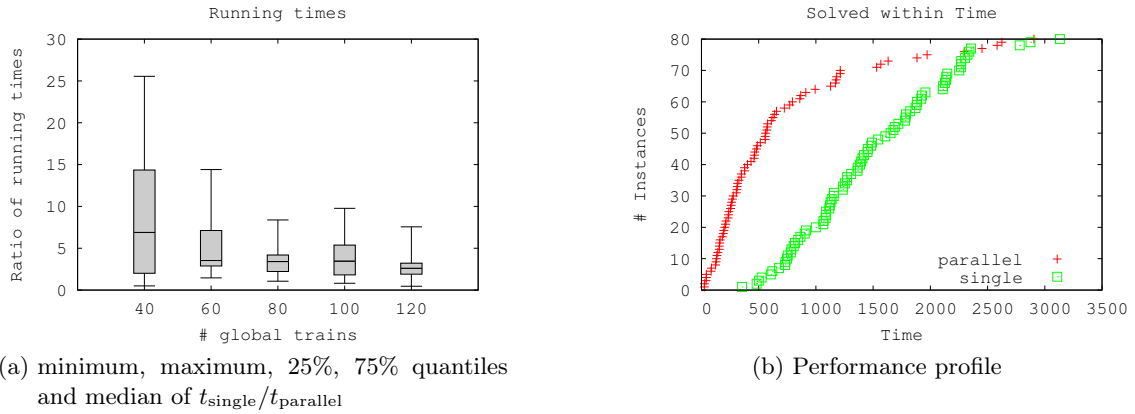 Running times
30
25
20
15
10
5
0
Ratio of running times
40 60 80 100 120
# global trains
(a) minimum, maximum, 25%, 75% quantiles
and median of t_single/t_parallel
Solved within Time
80
70
60
50
40
30
20
10
0
# Instances
parallel
single
0 500 1000 1500 2000 2500 3000 3500
Time
(b) Performance profile